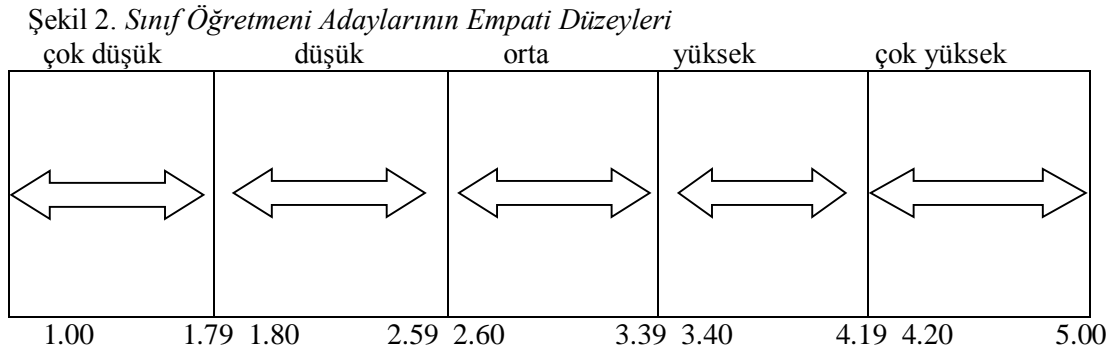 Şekil 2. Sınıf Öğretmeni Adaylarının Empati Düzeyleri
çok düşük düşük orta yüksek çok yüksek
1.00 1.79 1.80 2.59 2.60 3.39 3.40 4.19 4.20 5.00